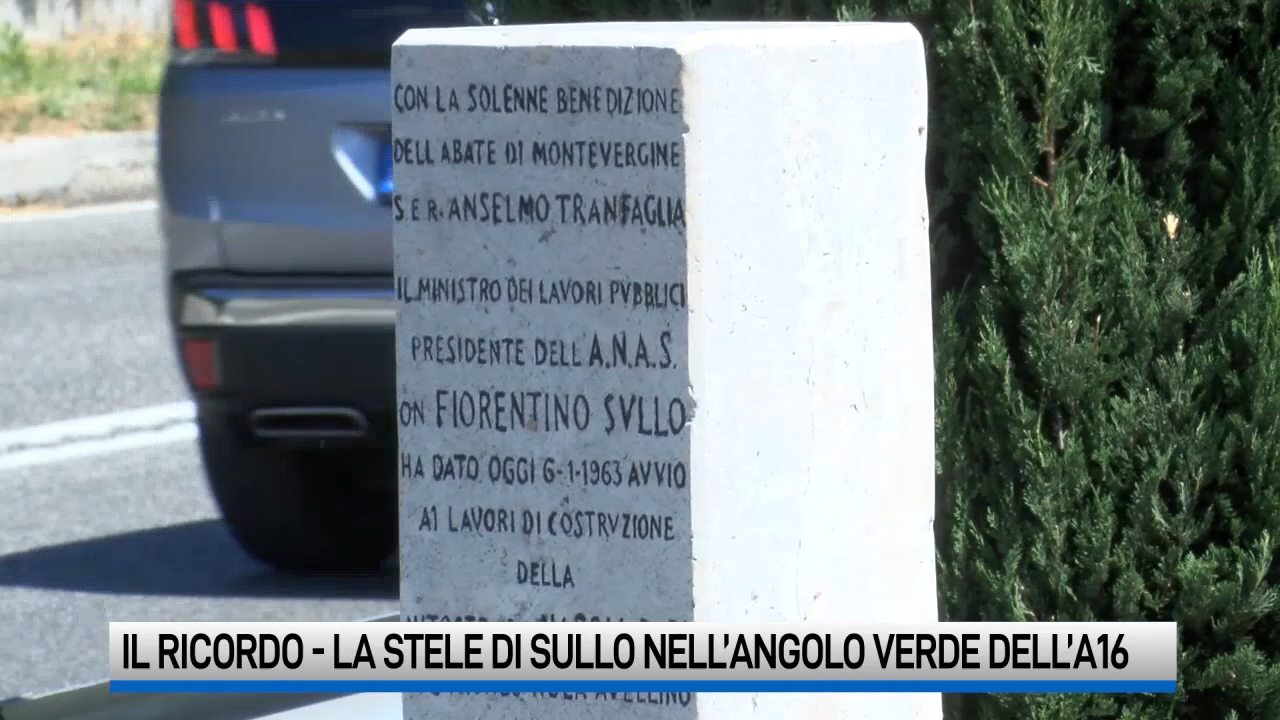 CON LA SOLENNE BENEDIZIONE
DELL ABATE DI MONTEVERGINE
S.E.R. ANSELMO TRANFAGLIA
IL MINISTRO DEI LAVORI PVBBLICI
PRESIDENTE DELL'A.N.A.S.
ON FIORENTINO SVLLO
HA DATO OGGI 6-1-1963 AVVIO
AI LAVORI DI COSTRVZIONE
DELLA
IL RICORDO - LA STELE DI SULLO NELL'ANGOLO VERDE DELL'A16
AVELLINO